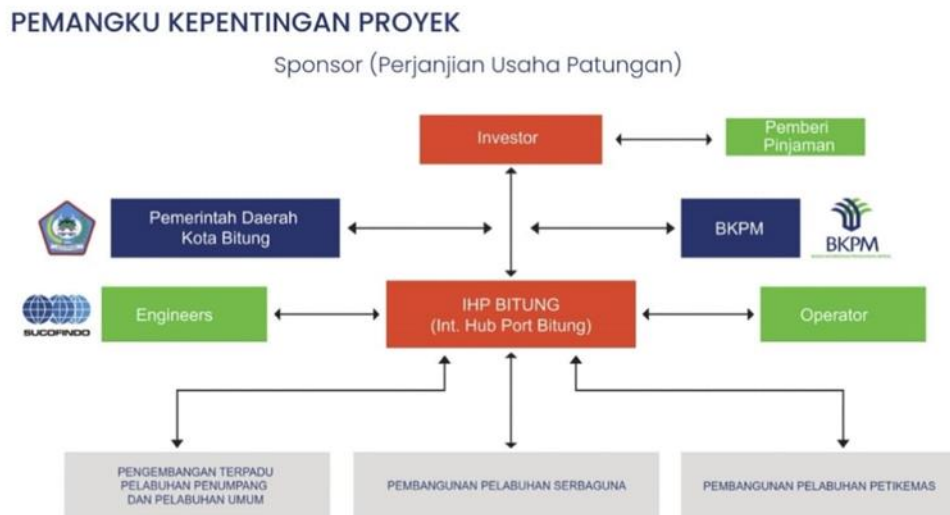 PEMANGKU KEPENTINGAN PROYEK
Sponsor (Perjanjian Usaha Patungan)
Investor
Pemberi
Pinjaman
Pemerintah Daerah
Kota Bitung
BKPM
BKPM
Engineers
SUCOFINDO
IHP BITUNG
(Int. Hub Port Bitung)
Operator
PENGEMBANGAN TERPADU
PELABUHAN PENUMPANG
DAN PELABUHAN UMUM
PEMBANGUNAN PELABUHAN SERBAGUNA
PEMBANGUNAN PELABUHAN PETIKEMAS